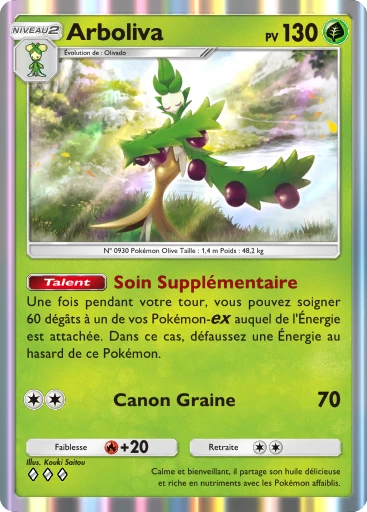 NIVEAU 2
Arboliva
PV 130
Évolution de : Olivado
N° 0930 Pokémon Olive Taille : 1,4 m Poids : 48,2 kg
Talent Soin Supplémentaire
Une fois pendant votre tour, vous pouvez soigner
60 dégâts à un de vos Pokémon-ex auquel de l'Énergie
est attachée. Dans ce cas, défaussez une Énergie au
hasard de ce Pokémon.
Canon Graine 70
Faiblesse +20 Retraite
Illus. Kouki Saitou
Calme et bienveillant, il partage son huile délicieuse
et riche en nutriments avec les Pokémon affaiblis.